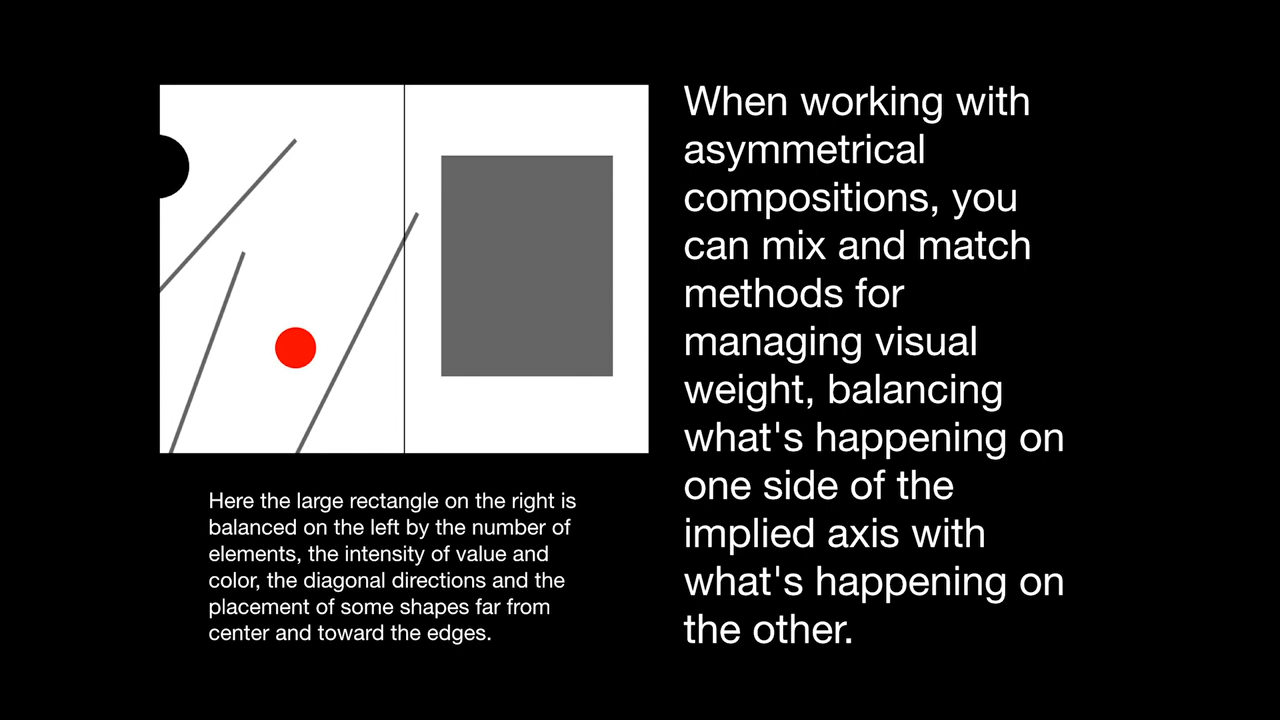 When working with
asymmetrical
compositions, you
can mix and match
methods for
managing visual
weight, balancing
what's happening on
one side of the
implied axis with
what's happening on
the other.
Here the large rectangle on the right is
balanced on the left by the number of
elements, the intensity of value and
color, the diagonal directions and the
placement of some shapes far from
center and toward the edges.